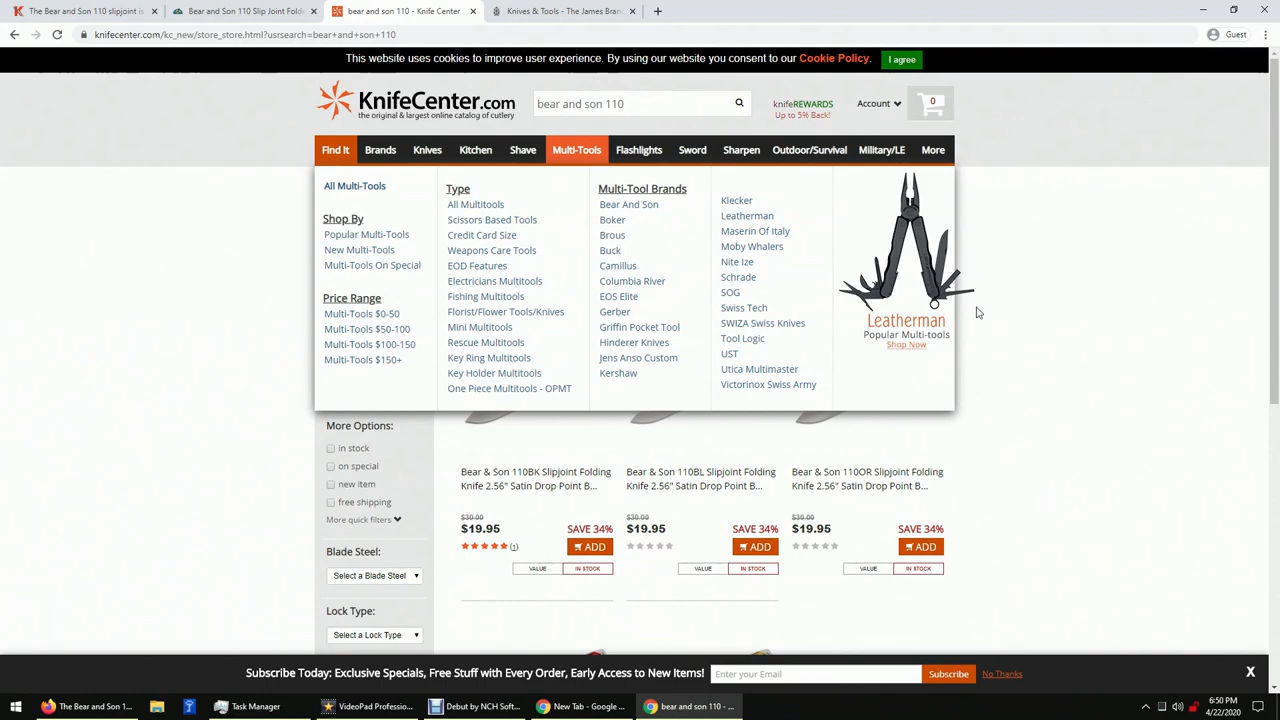 The Bear and Son 110 slipjoint is
Bear and Son 110 Slip Joint Fold
bear and son 110 - Knife Center
Knives & Tools - The James Bran
knifecenter.com/kc_new/store_store.html?usrsearch=bear+and+son+110
Guest
This website uses cookies to improve user experience. By using our website you consent to our Cookie Policy.
I agree
KnifeCenter.com
the original & largest online catalog of cutlery
bear and son 110
knifeREWARDS
Up to 5% Back!
Account
0
Find It Brands Knives Kitchen Shave Multi-Tools Flashlights Sword Sharpen Outdoor/Survival Military/LE More
All Multi-Tools
Shop By
Popular Multi-Tools
New Multi-Tools
Multi-Tools On Special
Price Range
Multi-Tools $0-50
Multi-Tools $50-100
Multi-Tools $100-150
Multi-Tools $150+
Type
All Multitools
Scissors Based Tools
Credit Card Size
Weapons Care Tools
EOD Features
Electricians Multitools
Fishing Multitools
Florist/Flower Tools/Knives
Mini Multitools
Rescue Multitools
Key Ring Multitools
Key Holder Multitools
One Piece Multitools - OPMT
Multi-Tool Brands
Bear And Son
Boker
Brous
Buck
Camillus
Columbia River
EOS Elite
Gerber
Griffin Pocket Tool
Hinderer Knives
Jens Anso Custom
Kershaw
Klecker
Leatherman
Maserin Of Italy
Moby Whalers
Nite Ize
Schrade
SOG
Swiss Tech
SWIZA Swiss Knives
Tool Logic
UST
Utica Multimaster
Victorinox Swiss Army
Leatherman
Popular Multi-tools
Shop Now
More Options:
in stock
on special
new item
free shipping
More quick filters
Blade Steel:
Select a Blade Steel
Lock Type:
Select a Lock Type
Bear & Son 110BK Slipjoint Folding
Knife 2.56" Satin Drop Point B...
$30.00
$19.95 SAVE 34%
(1) ADD
VALUE IN STOCK
Bear & Son 110BL Slipjoint Folding
Knife 2.56" Satin Drop Point B...
$30.00
$19.95 SAVE 34%
ADD
VALUE IN STOCK
Bear & Son 110OR Slipjoint Folding
Knife 2.56" Satin Drop Point B...
$30.00
$19.95 SAVE 34%
ADD
VALUE IN STOCK
Subscribe Today: Exclusive Specials, Free Stuff with Every Order, Early Access to New Items!
Enter your Email
Subscribe
No Thanks
X
The Bear and Son 1...
Task Manager
VideoPad Professio...
Debut by NCH Soft...
New Tab - Google ...
bear and son 110 - ...
6:50 PM
4/22/2020